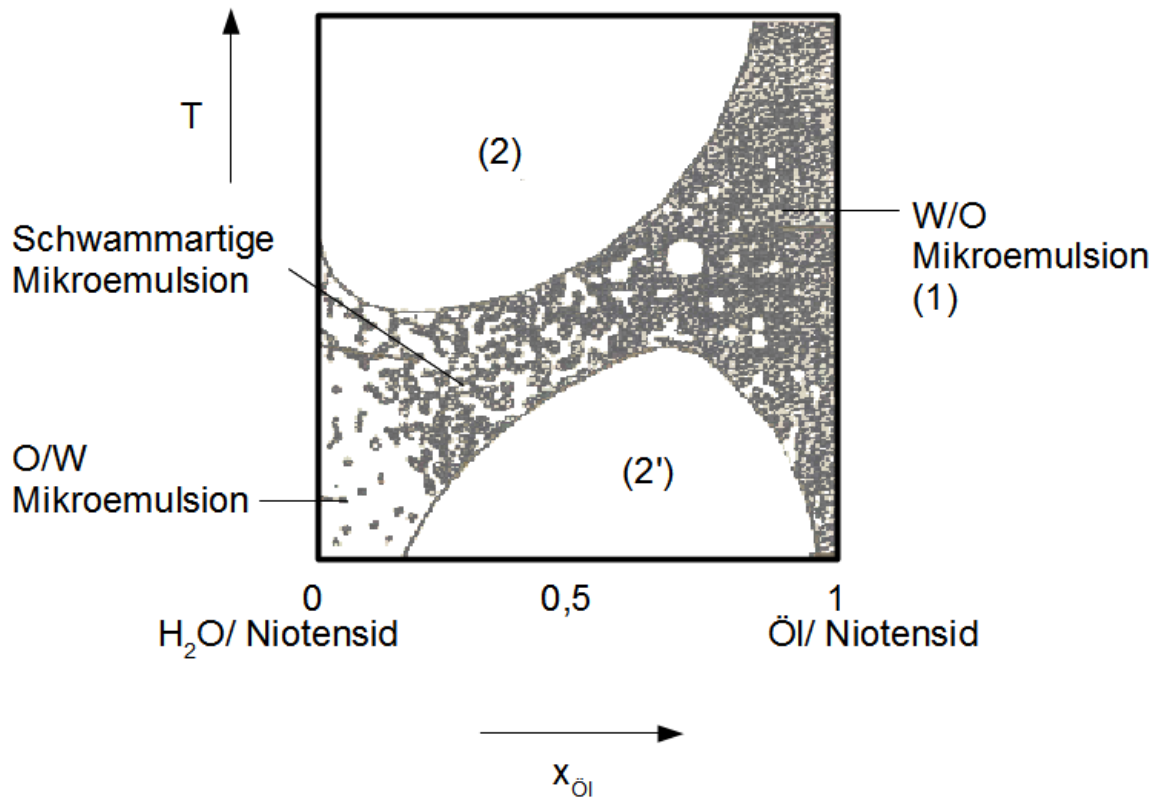 T
(2)
Schwammartige
Mikroemulsion
W/O
Mikroemulsion
(1)
O/W
Mikroemulsion
(2')
0
0,5
1
H₂O/ Niotensid
Öl/ Niotensid
xÖl